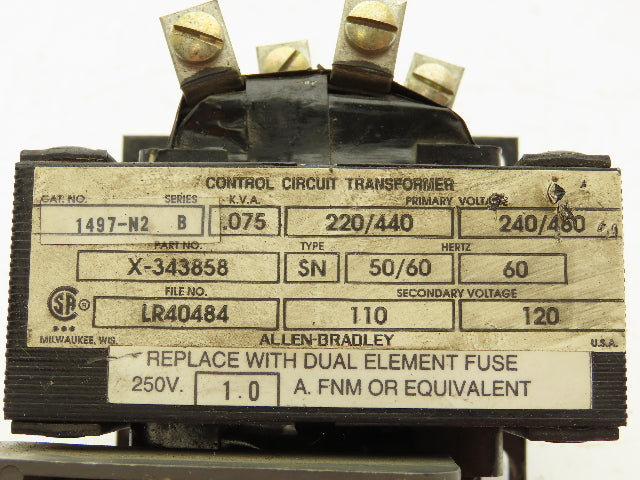 CONTROL CIRCUIT TRANSFORMER
CAT. NO. SERIES K.V.A. PRIMARY VOLTAGE
1497-N2 B .075 220/440 240/480
PART NO. TYPE HERTZ
X-343858 SN 50/60 60
FILE NO. SECONDARY VOLTAGE
SA ® LR40484 110 120
MILWAUKEE, WIS. ALLEN-BRADLEY U.S.A.
REPLACE WITH DUAL ELEMENT FUSE
250V. 1.0 A. FNM OR EQUIVALENT